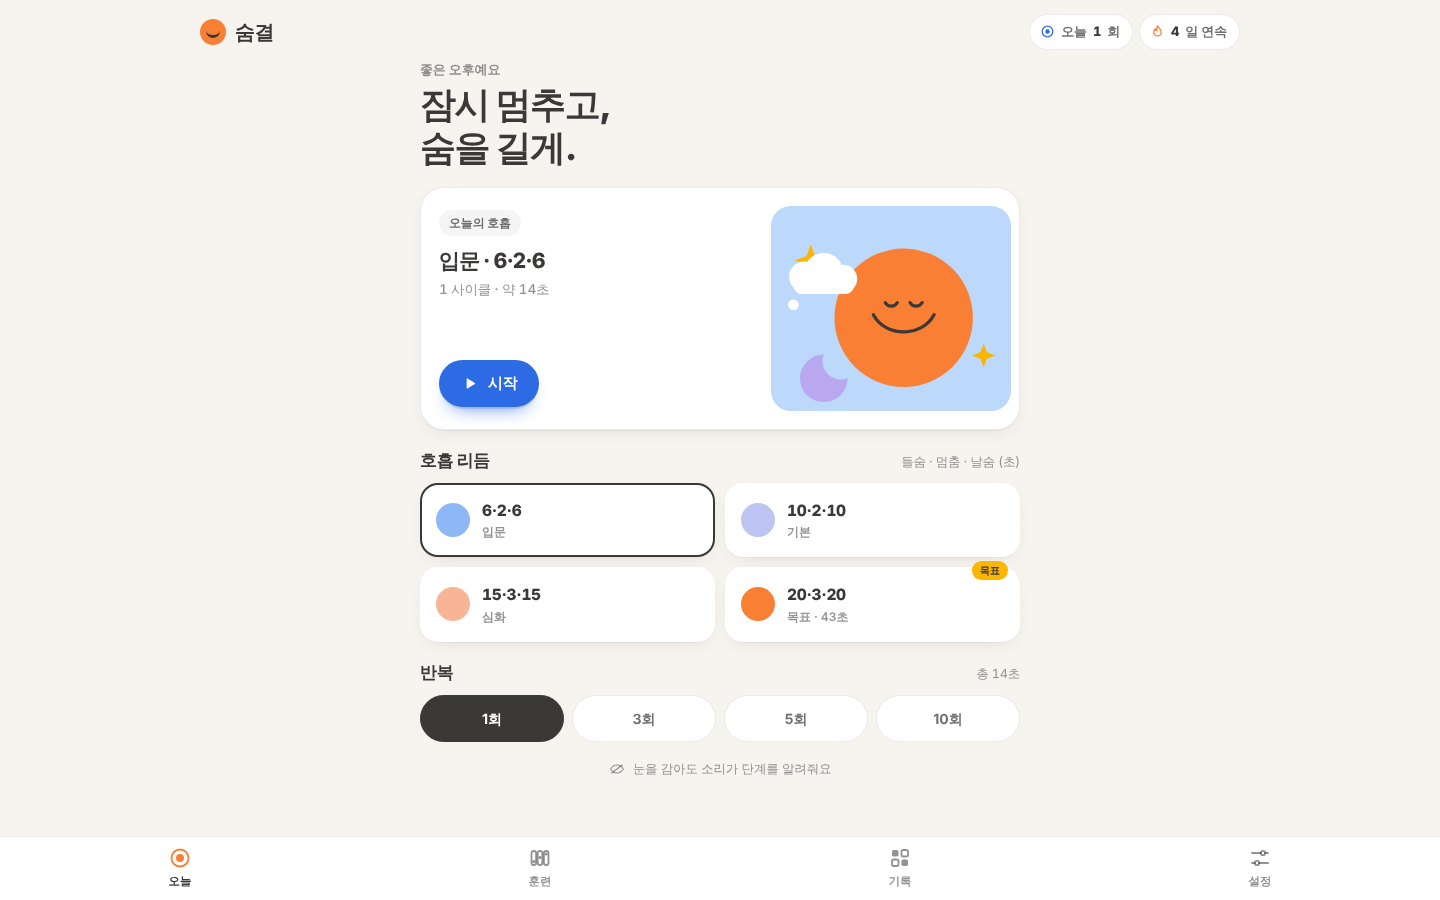 숨결
오늘 1 회
4 일 연속
좋은 오후예요
잠시 멈추고,
숨을 길게.
오늘의 호흡
입문 · 6·2·6
1 사이클 · 약 14초
시작
호흡 리듬
들숨 · 멈춤 · 날숨 (초)
6·2·6
입문
10·2·10
기본
15·3·15
심화
목표
20·3·20
목표 · 43초
반복
총 14초
1회
3회
5회
10회
눈을 감아도 소리가 단계를 알려줘요
오늘
훈련
기록
설정